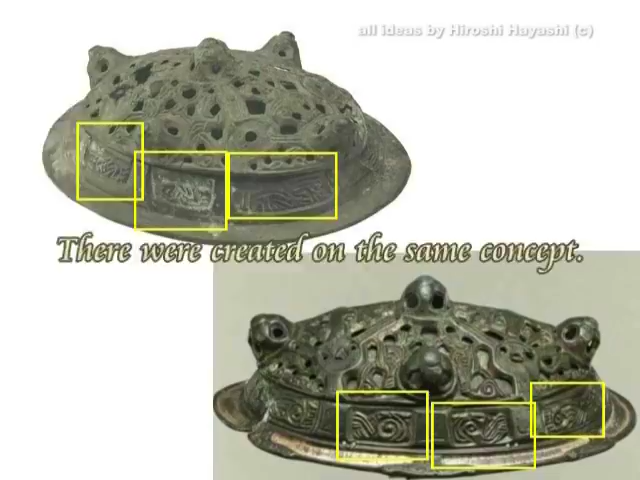 all ideas by Hiroshi Hayashi (c)
There were created on the same concept.